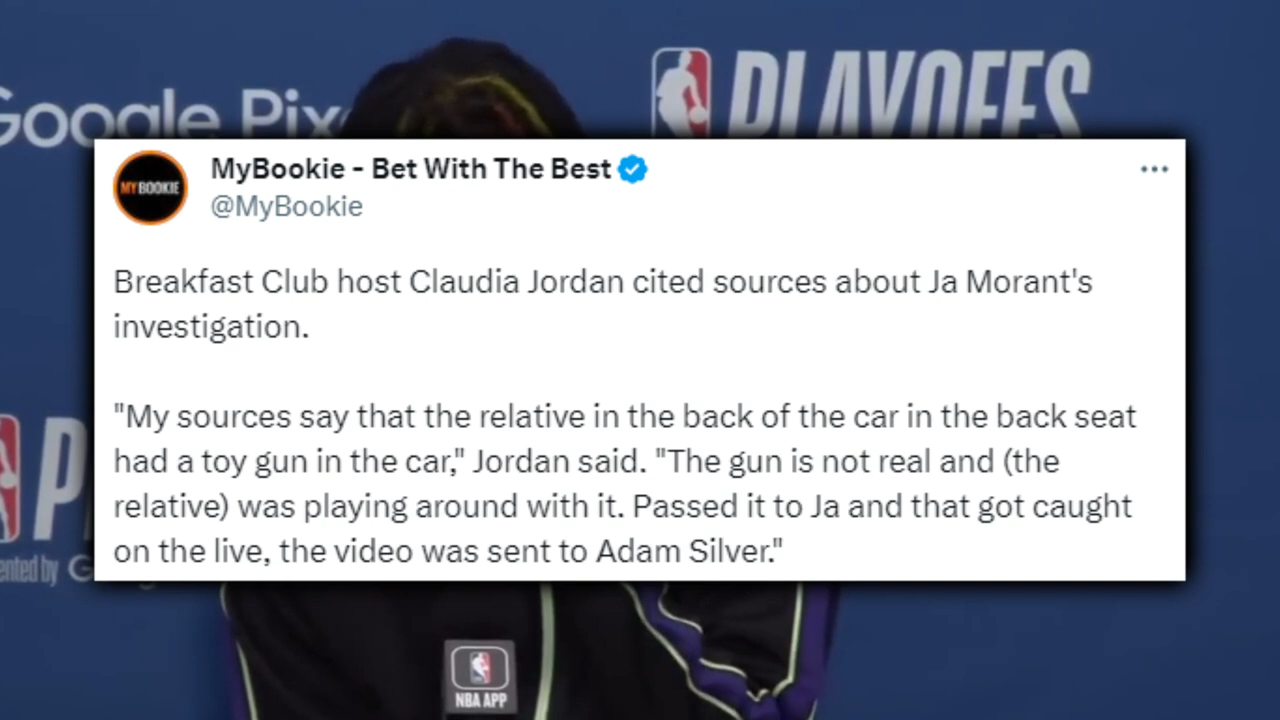 Google Pix
PLAYOFFS
MyBookie - Bet With The Best
@MyBookie
MYBOOKIE
Breakfast Club host Claudia Jordan cited sources about Ja Morant's
investigation.
"My sources say that the relative in the back of the car in the back seat
had a toy gun in the car," Jordan said. "The gun is not real and (the
relative) was playing around with it. Passed it to Ja and that got caught
on the live, the video was sent to Adam Silver."
P
ented by G
NBA APP